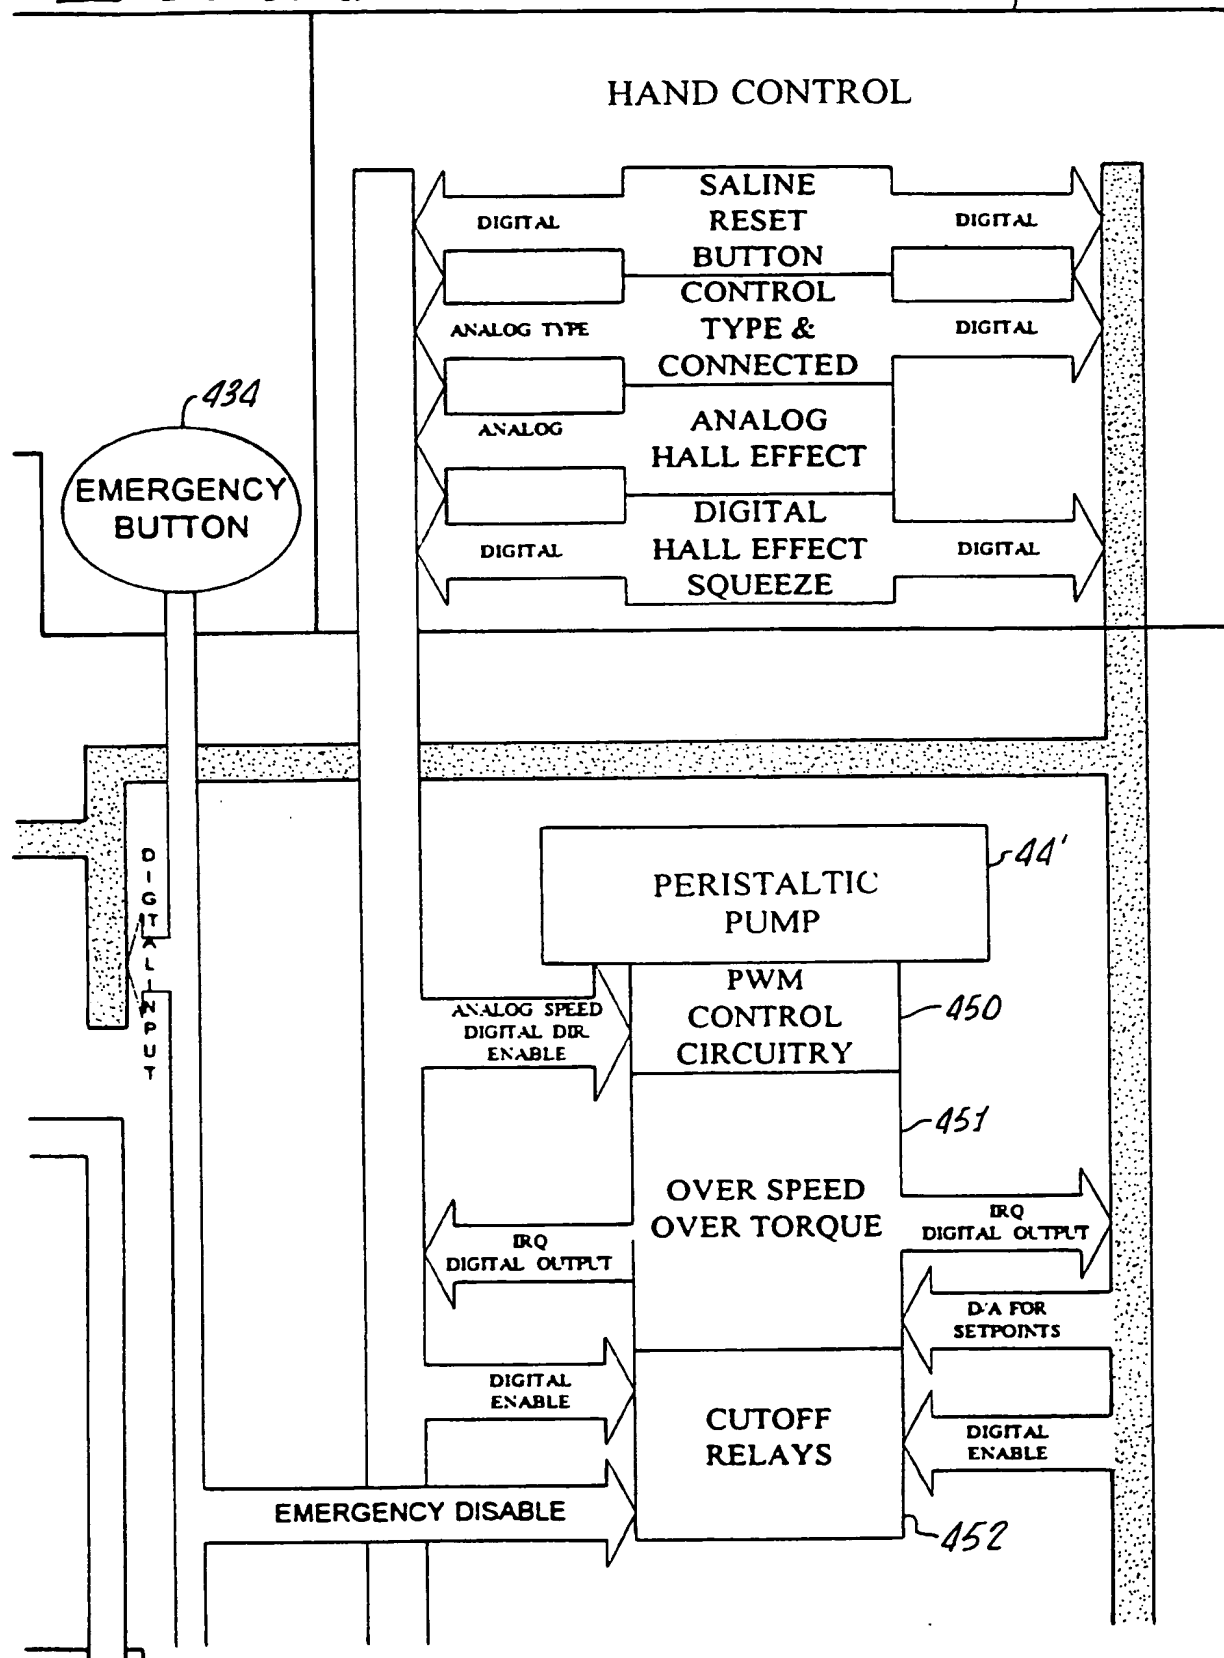 HAND CONTROL
SALINE
RESET
BUTTON
DIGITAL
DIGITAL
CONTROL
TYPE &
CONNECTED
ANALOG TYPE
DIGITAL
434
ANALOG
HALL EFFECT
ANALOG
EMERGENCY
BUTTON
DIGITAL
HALL EFFECT
SQUEEZE
DIGITAL
DIGITAL
44'
PERISTALTIC
PUMP
DIGITAL INPUT
PWM
CONTROL
CIRCUITRY
450
ANALOG SPEED
DIGITAL DIR.
ENABLE
451
OVER SPEED
OVER TORQUE
IRQ
DIGITAL OUTPUT
IRQ
DIGITAL OUTPUT
D/A FOR
SETPOINTS
DIGITAL
ENABLE
CUTOFF
RELAYS
DIGITAL
ENABLE
EMERGENCY DISABLE
452